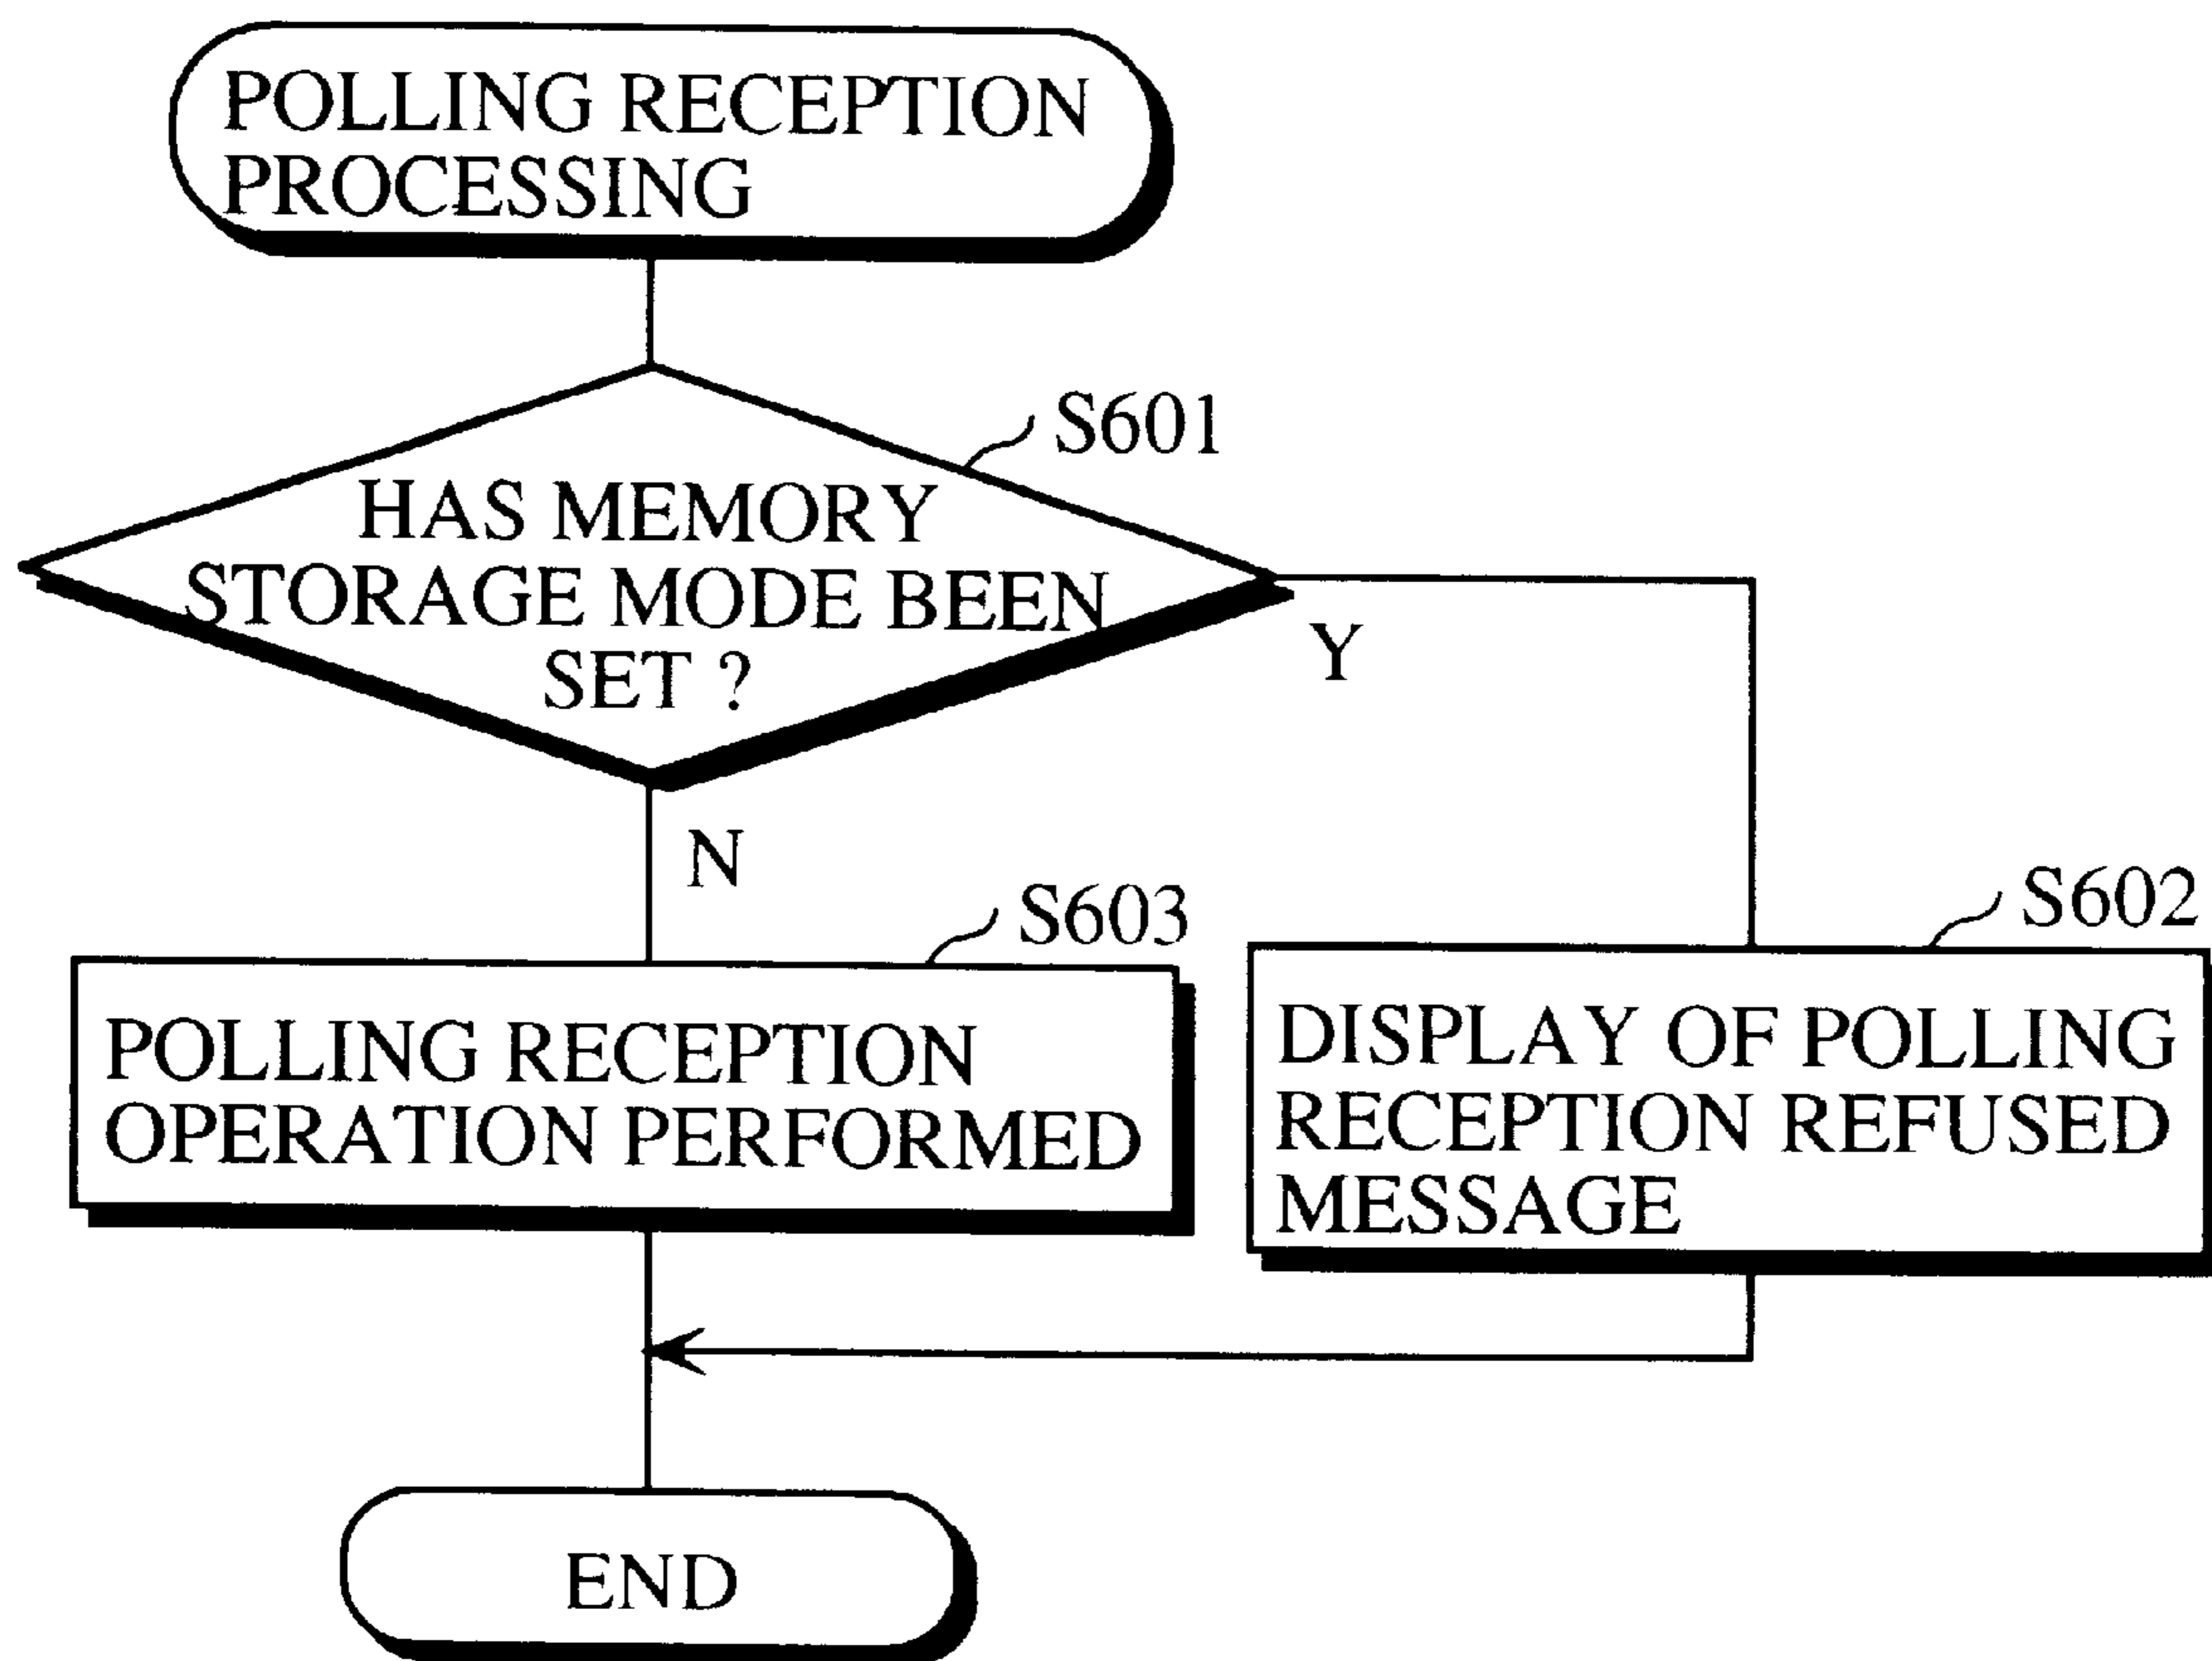 POLLING RECEPTION
PROCESSING
S601
HAS MEMORY
STORAGE MODE BEEN
SET ?
Y
N
S603
POLLING RECEPTION
OPERATION PERFORMED
S602
DISPLAY OF POLLING
RECEPTION REFUSED
MESSAGE
END